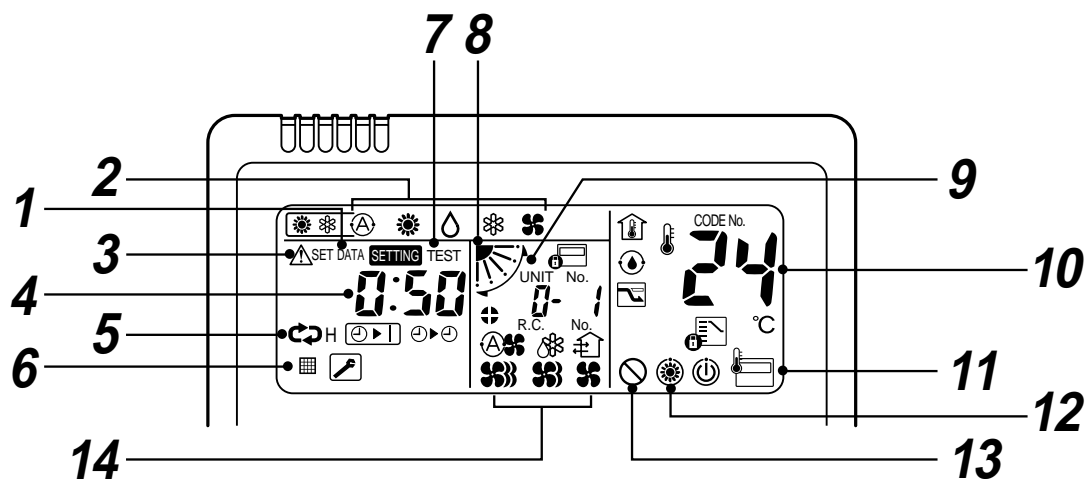 7 8
2
1
9
CODE No.
3
SET DATA SETTING TEST
UNIT No.
24
10
4
0:50
0- 1
R.C. No.
°C
5
H
A
6
11
12
14
13